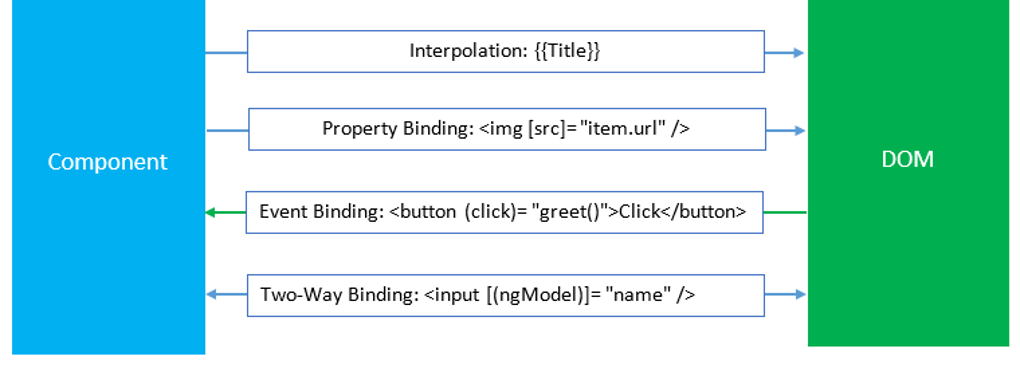 Interpolation: {{Title}}
Property Binding: <img [src]= "item.url" />
Component
DOM
Event Binding: <button (click)= "greet()">Click</button>
Two-Way Binding: <input [(ngModel)]= "name" />